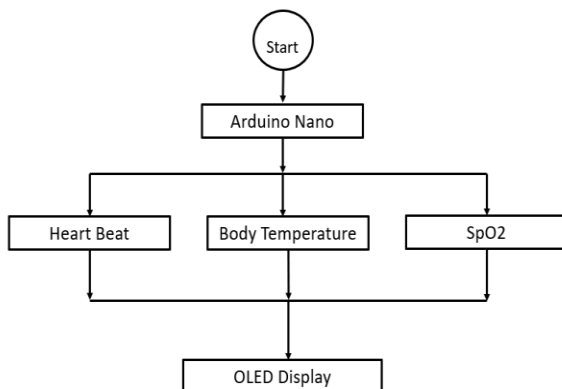 Start
Arduino Nano
Heart Beat
Body Temperature
SpO2
OLED Display